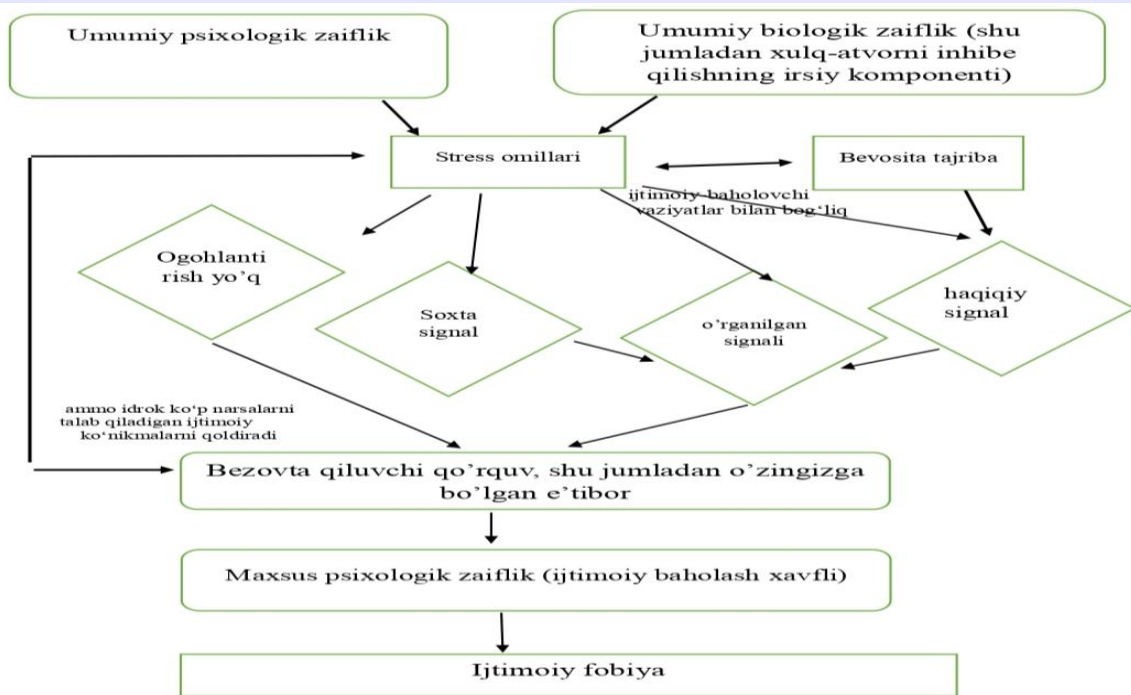 Umumiy psixologik zaiflik
Umumiy biologik zaiflik (shu
jumladan xulq-atvorni inhibe
qilishning irsiy komponenti)
Stress omillari
Bevosita tajriba
ijtimoiy baholovchi
vaziyatlar bilan bog‘liq
Ogohlanti
rish yo’q
Soxta
signal
o’rganilgan
signali
haqiqiy
signal
ammo idrok ko‘p narsalarni
talab qiladigan ijtimoiy
ko‘nikmalarni qoldiradi
Bezovta qiluvchi qo’rquv, shu jumladan o’zingizga
bo’lgan e’tibor
Maxsus psixologik zaiflik (ijtimoiy baholash xavfli)
Ijtimoiy fobiya